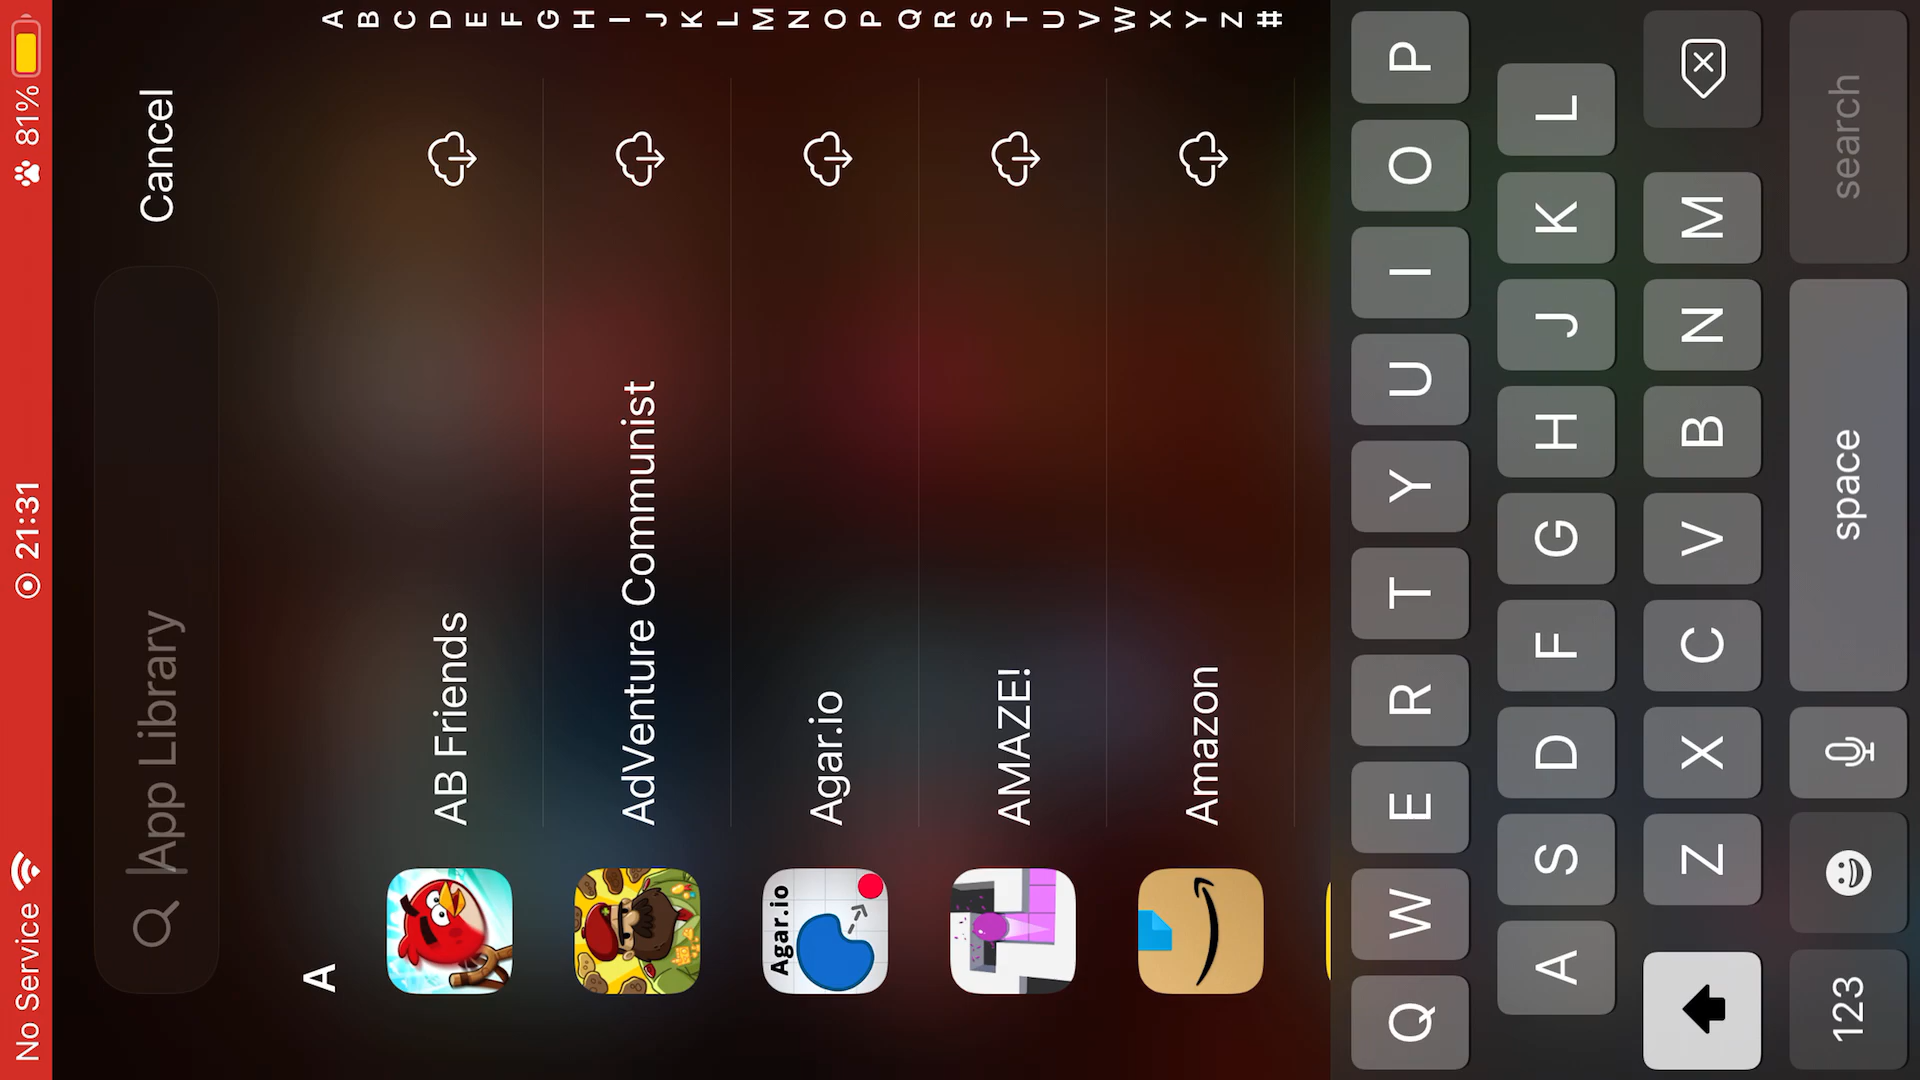 No Service 21:31 81%
App Library Cancel
A
AB Friends
AdVenture Communist
Agar.io
Agar.io
AMAZE!
Amazon
A
B
C
D
E
F
G
H
I
J
K
L
M
N
O
P
Q
R
S
T
U
V
W
X
Y
Z
#
Q W E R T Y U I O P
A S D F G H J K L
Z X C V B N M
123 space search